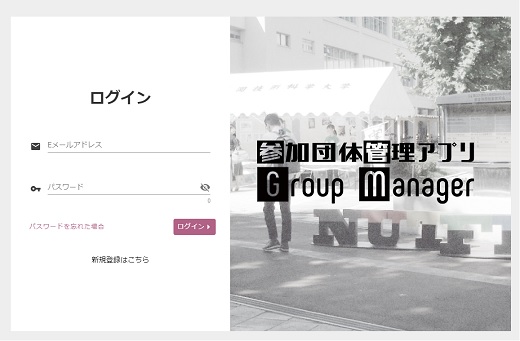 ログイン
Eメールアドレス
パスワード
0
パスワードを忘れた場合
ログイン
新規登録はこちら
参加団体管理アプリ
Group Manager